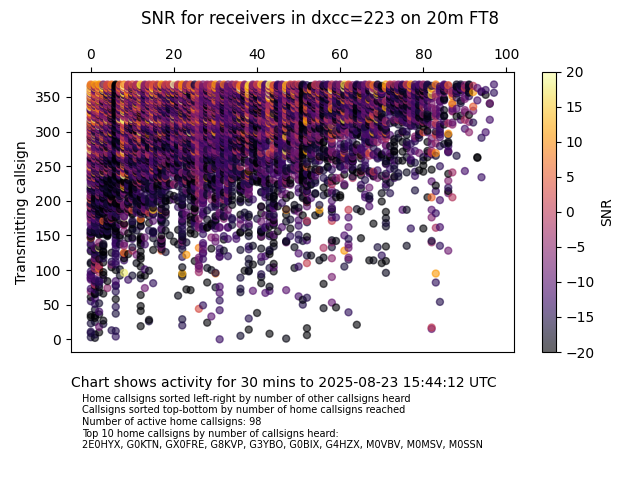 SNR for receivers in dxcc=223 on 20m FT8
0 20 40 60 80 100
350
300
250
200
150
100
50
0
Transmitting callsign
20
15
10
5
0
−5
−10
−15
−20
SNR
Chart shows activity for 30 mins to 2025-08-23 15:44:12 UTC
Home callsigns sorted left-right by number of other callsigns heard
Callsigns sorted top-bottom by number of home callsigns reached
Number of active home callsigns: 98
Top 10 home callsigns by number of callsigns heard:
2E0HYX, G0KTN, GX0FRE, G8KVP, G3YBO, G0BIX, G4HZX, M0VBV, M0MSV, M0SSN